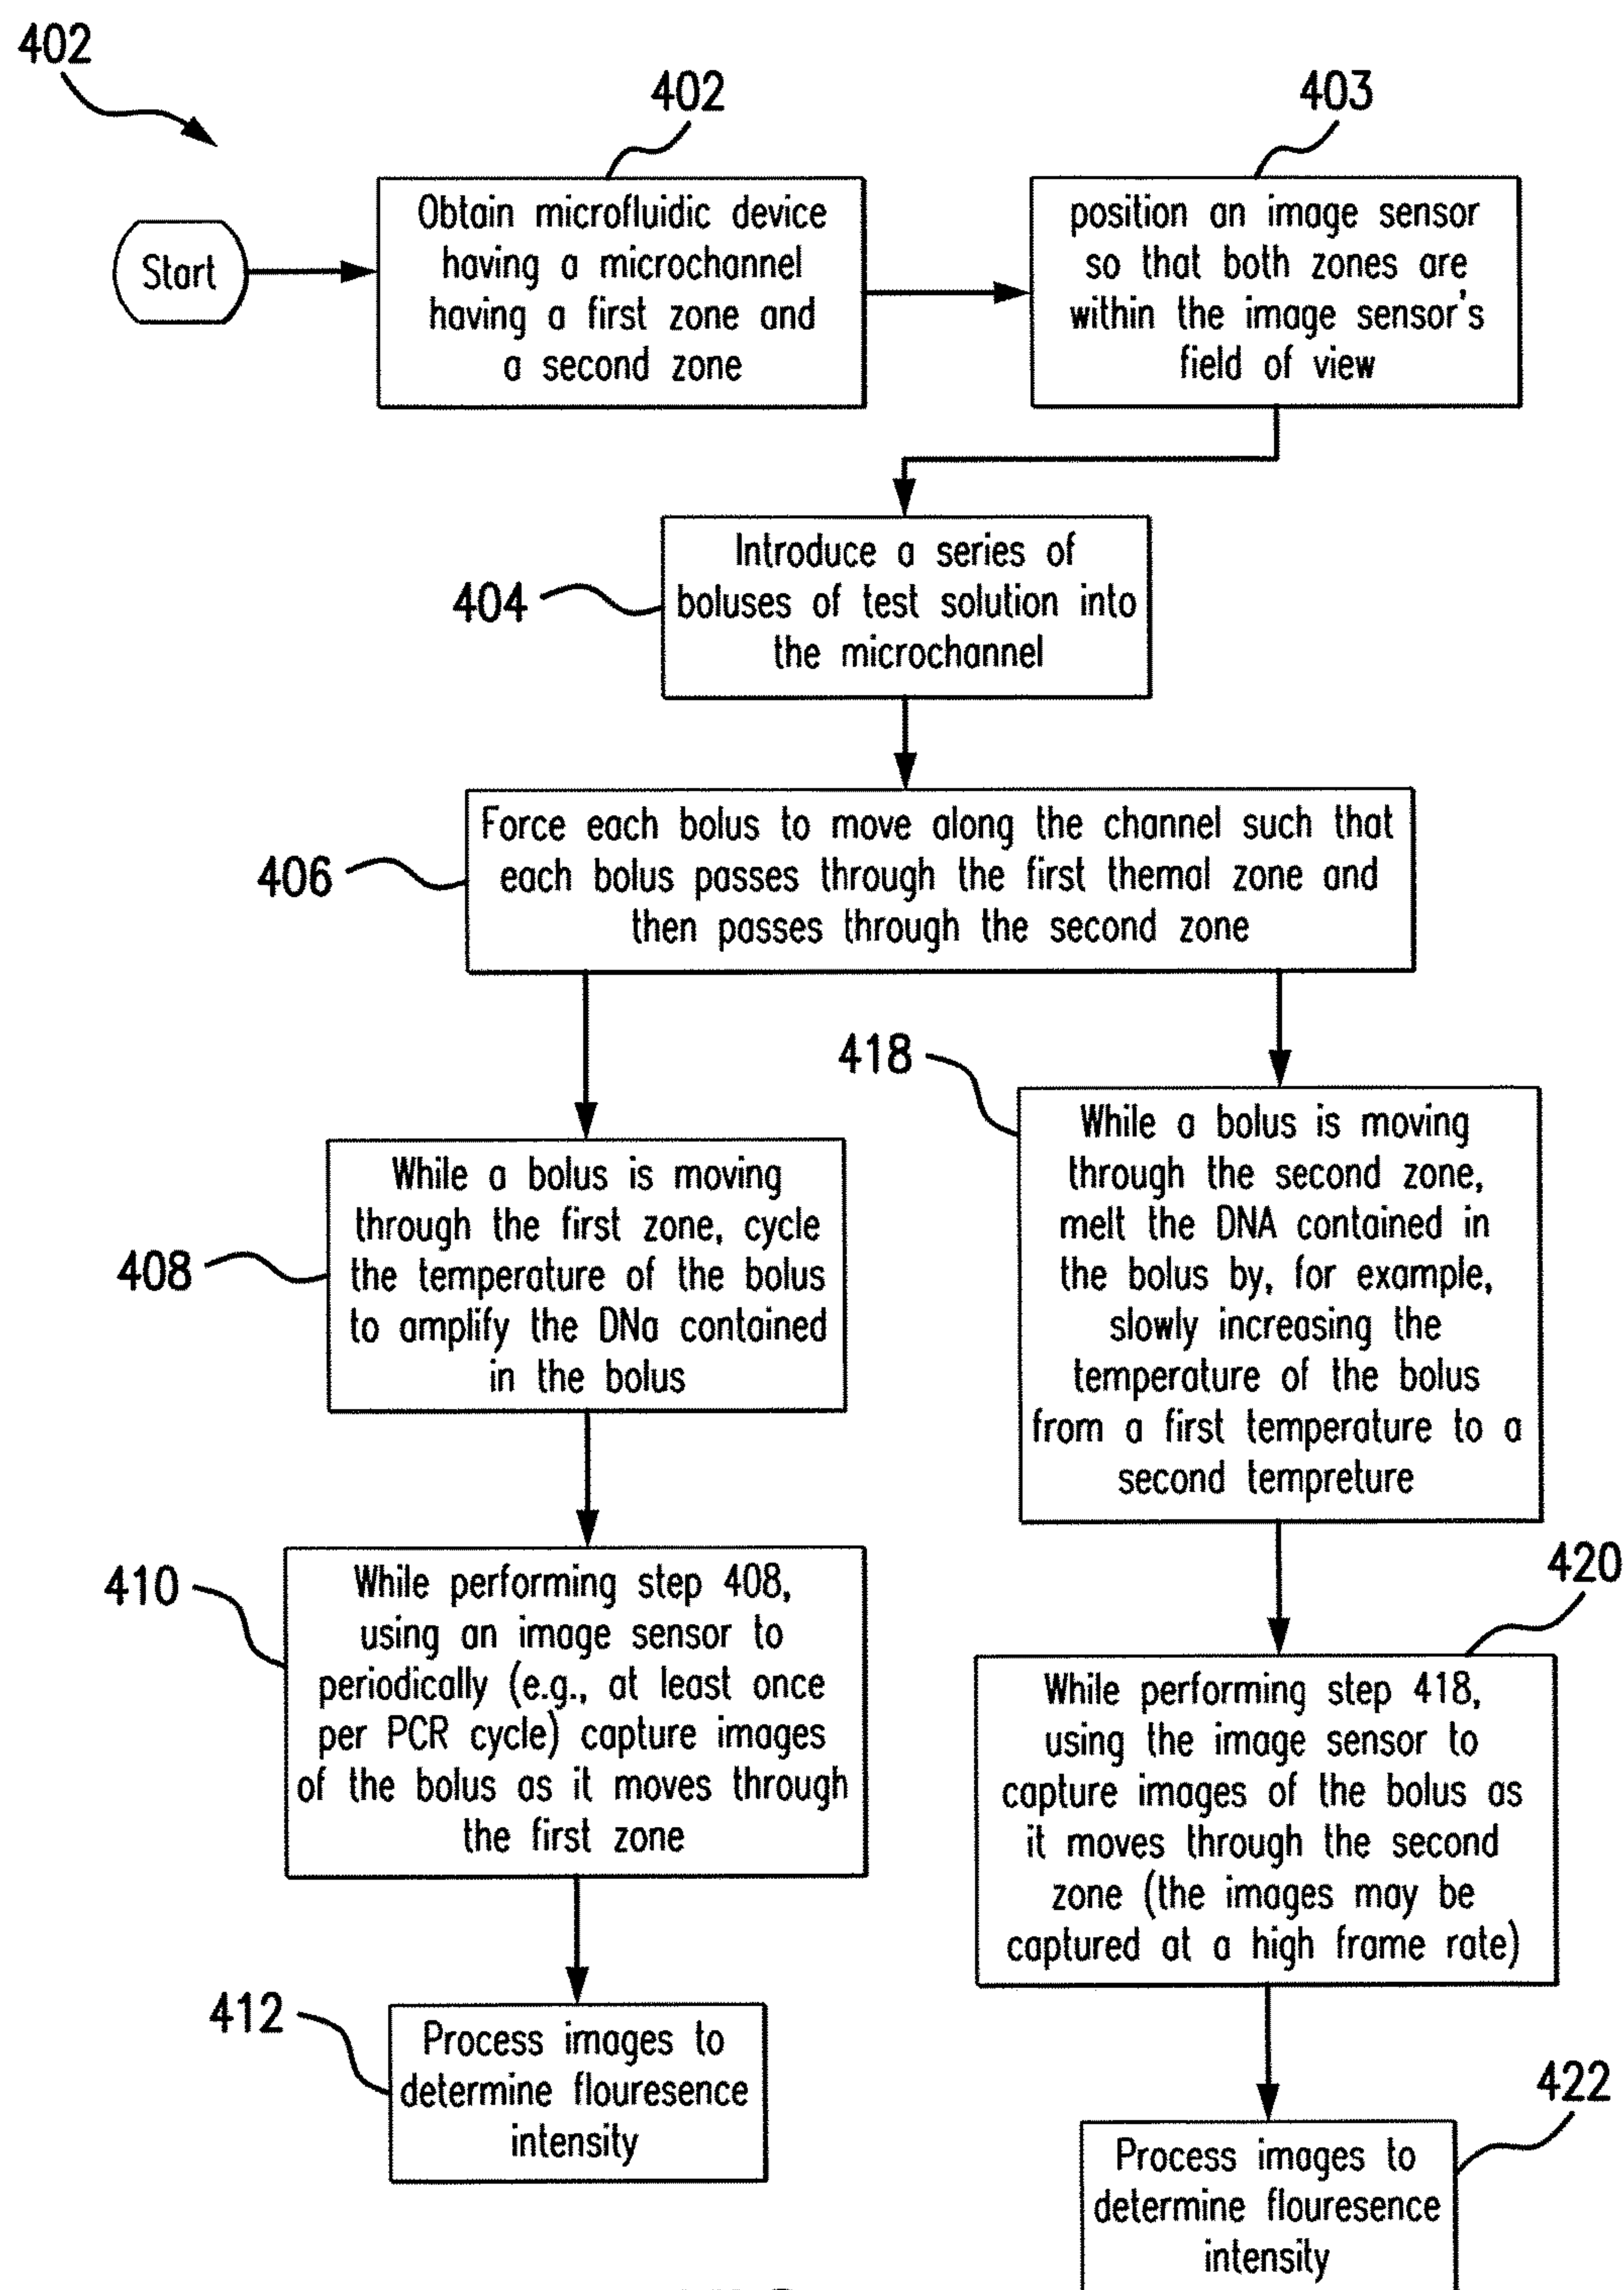 402
402
403
Start
Obtain microfluidic device
having a microchannel
having a first zone and
a second zone
position an image sensor
so that both zones are
within the image sensor's
field of view
404
Introduce a series of
boluses of test solution into
the microchannel
406
Force each bolus to move along the channel such that
each bolus passes through the first themal zone and
then passes through the second zone
408
While a bolus is moving
through the first zone, cycle
the temperature of the bolus
to amplify the DNa contained
in the bolus
418
While a bolus is moving
through the second zone,
melt the DNA contained in
the bolus by, for example,
slowly increasing the
temperature of the bolus
from a first temperature to a
second tempreture
410
While performing step 408,
using an image sensor to
periodically (e.g., at least once
per PCR cycle) capture images
of the bolus as it moves through
the first zone
420
While performing step 418,
using the image sensor to
capture images of the bolus as
it moves through the second
zone (the images may be
captured at a high frame rate)
412
Process images to
determine flouresence
intensity
422
Process images to
determine flouresence
intensity